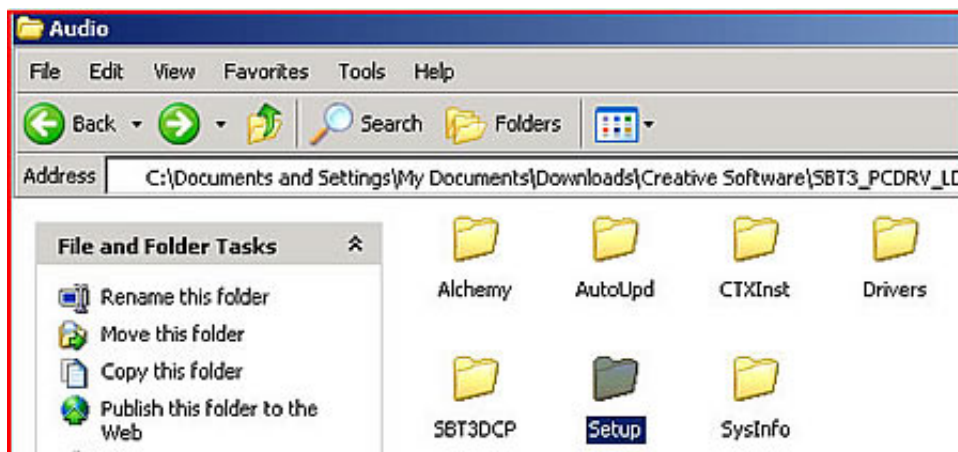 Audio
File Edit View Favorites Tools Help
Back Search Folders
Address C:\Documents and Settings\My Documents\Downloads\Creative Software\SBT3_PCDRV_LD
File and Folder Tasks
Rename this folder
Move this folder
Copy this folder
Publish this folder to the
Web
Alchemy AutoUpd CTXInst Drivers
SBT3DCP Setup SysInfo